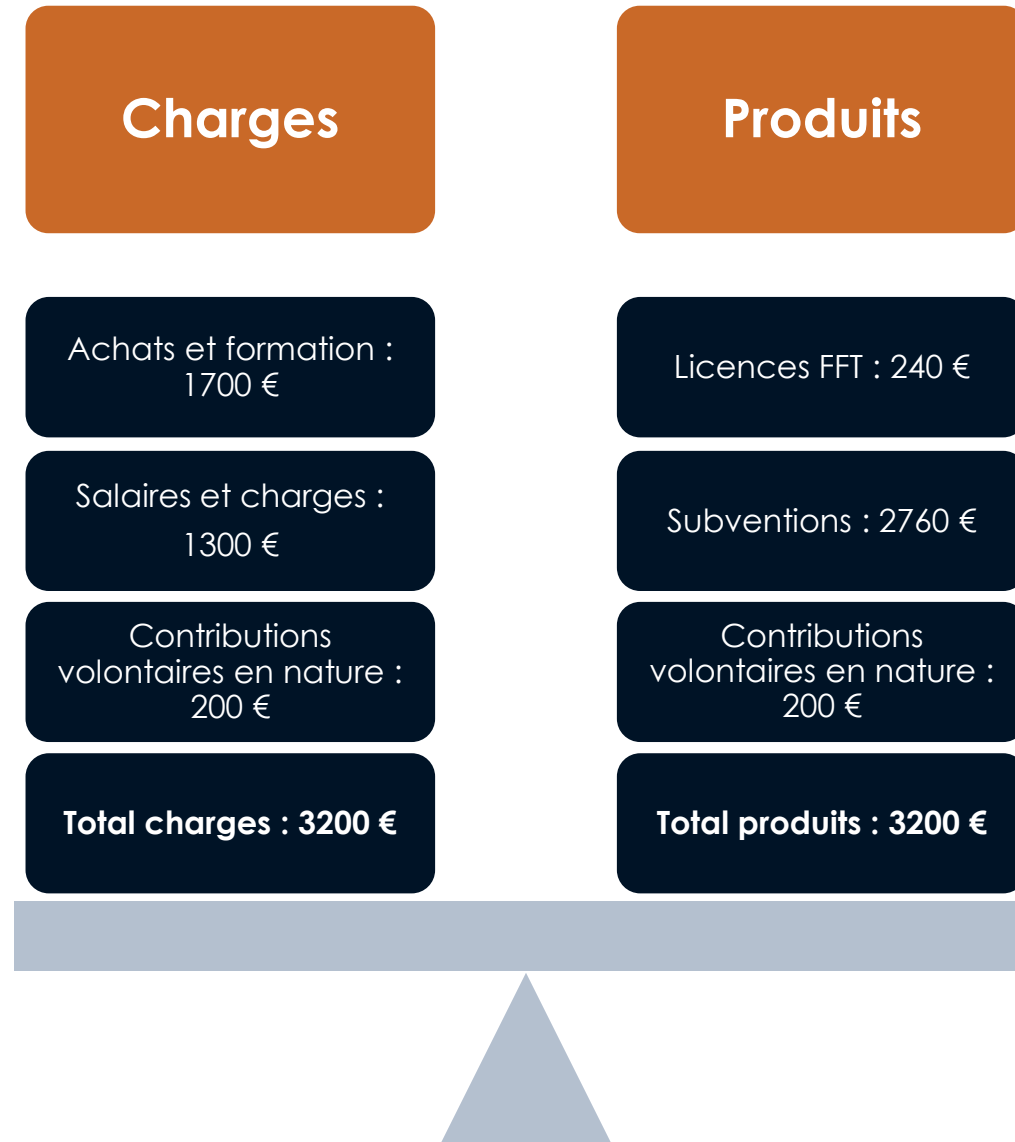 Charges
Achats et formation :
1700 €
Salaires et charges :
1300 €
Contributions
volontaires en nature :
200 €
Total charges : 3200 €
Produits
Licences FFT : 240 €
Subventions : 2760 €
Contributions
volontaires en nature :
200 €
Total produits : 3200 €